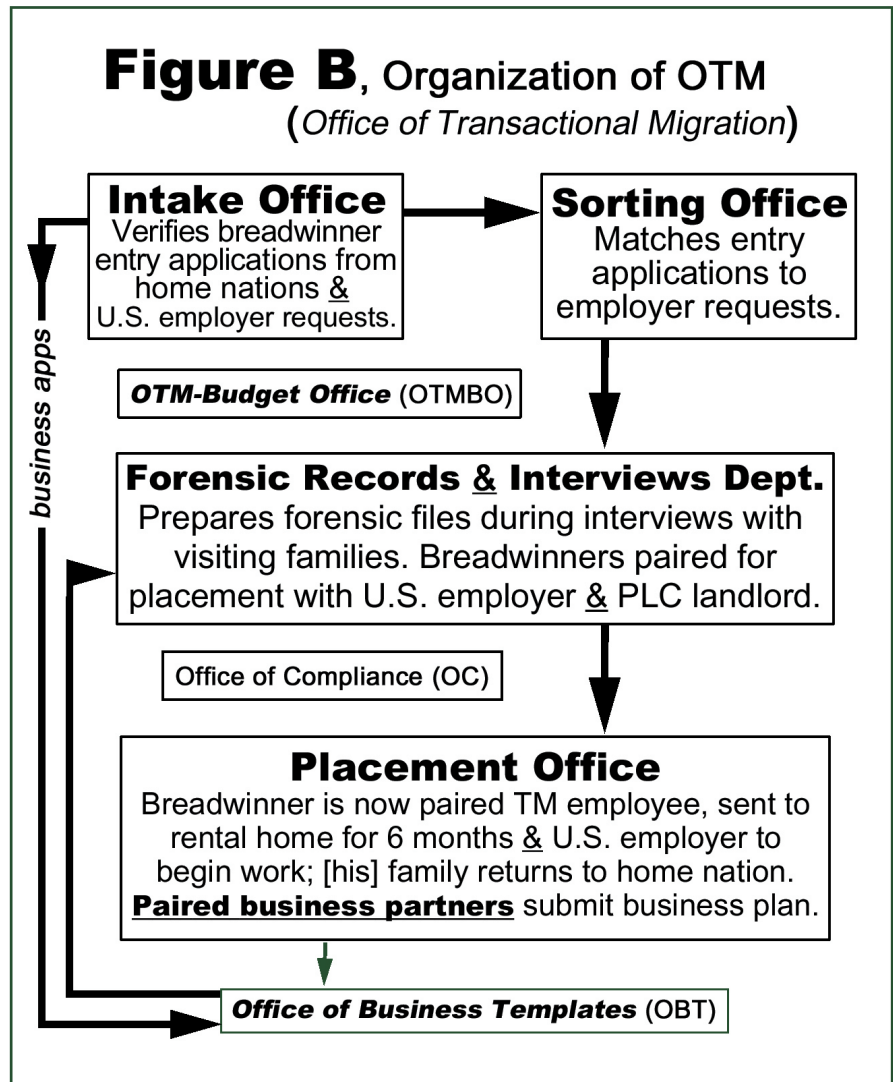 Figure B, Organization of OTM
(Office of Transactional Migration)
Intake Office
Verifies breadwinner
entry applications from
home nations &
U.S. employer requests.
Sorting Office
Matches entry
applications to
employer requests.
business apps
OTM-Budget Office (OTMBO)
Forensic Records & Interviews Dept.
Prepares forensic files during interviews with
visiting families. Breadwinners paired for
placement with U.S. employer & PLC landlord.
Office of Compliance (OC)
Placement Office
Breadwinner is now paired TM employee, sent to
rental home for 6 months & U.S. employer to
begin work; [his] family returns to home nation.
Paired business partners submit business plan.
Office of Business Templates (OBT)